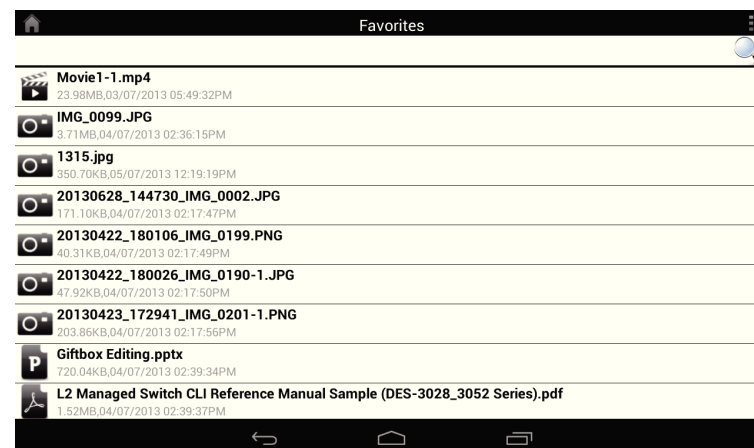 Favorites
Movie1-1.mp4
23.98MB,03/07/2013 05:49:32PM
IMG_0099.JPG
3.71MB,04/07/2013 02:36:15PM
1315.jpg
350.70KB,05/07/2013 12:19:19PM
20130628_144730_IMG_0002.JPG
171.10KB,04/07/2013 02:17:47PM
20130422_180106_IMG_0199.PNG
40.31KB,04/07/2013 02:17:49PM
20130422_180026_IMG_0190-1.JPG
47.92KB,04/07/2013 02:17:50PM
20130423_172941_IMG_0201-1.PNG
203.86KB,04/07/2013 02:17:56PM
P
Giftbox Editing.pptx
720.04KB,04/07/2013 02:39:34PM
L2 Managed Switch CLI Reference Manual Sample (DES-3028_3052 Series).pdf
1.52MB,04/07/2013 02:39:37PM